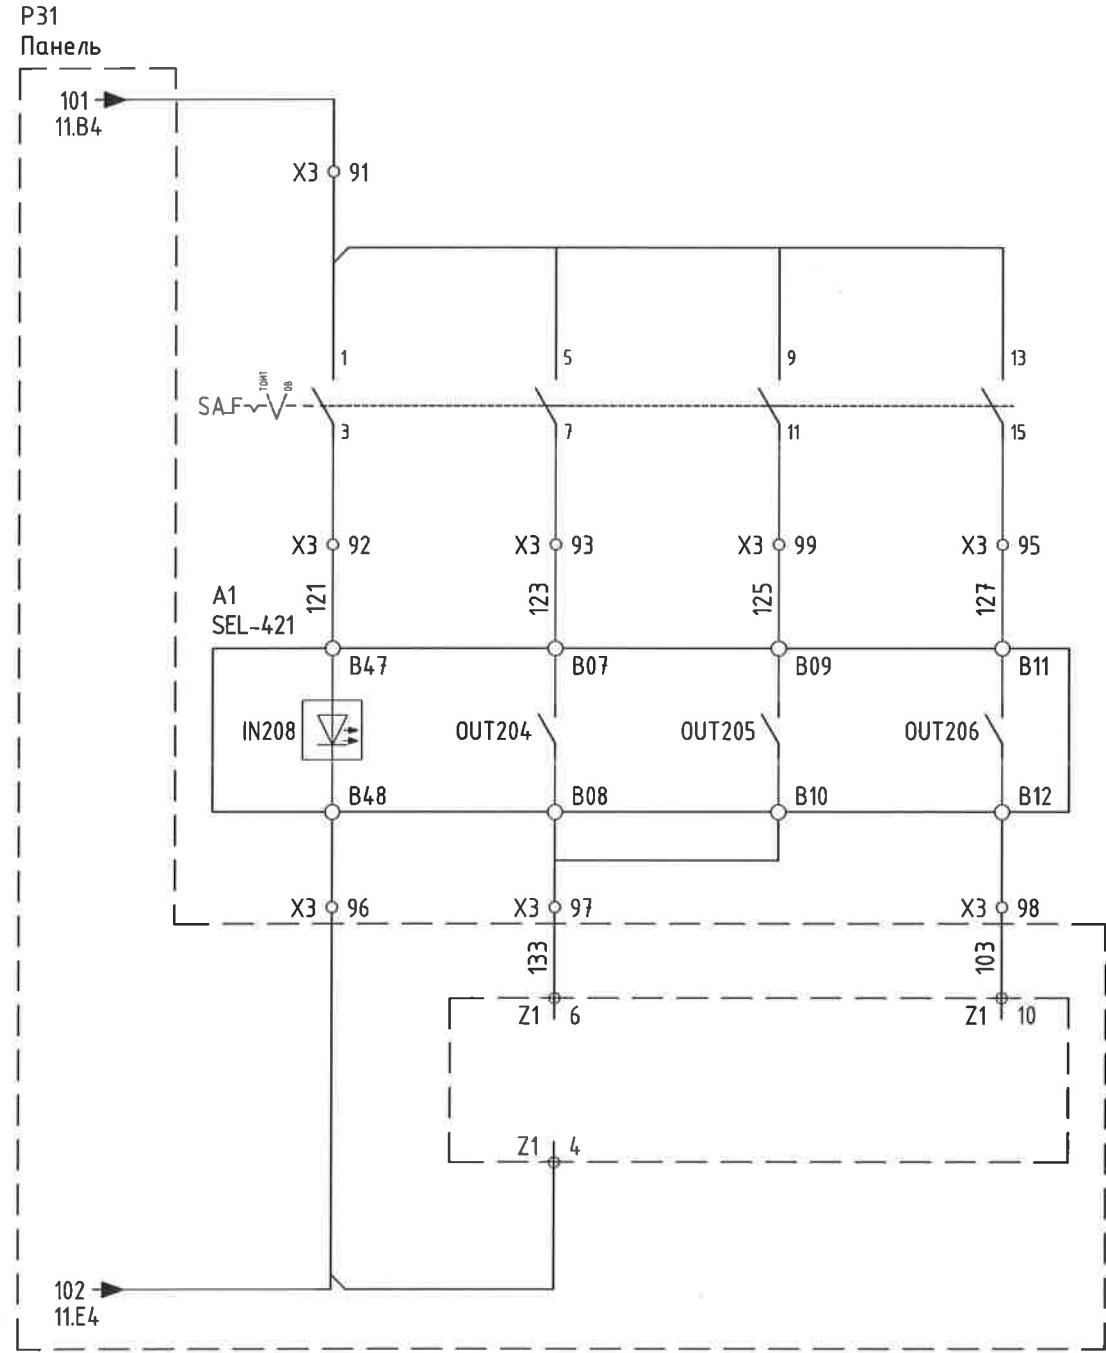 P31
Панель
101
11.B4
X3 91
1 5 9 13
SA_F
ОВ
3 7 11 15
X3 92 X3 93 X3 99 X3 95
121 123 125 127
A1
SEL-421
B47 B07 B09 B11
IN208 OUT204 OUT205 OUT206
B48 B08 B10 B12
X3 96 X3 97 X3 98
133 103
Z1 6 Z1 10
Z1 4
102
11.E4